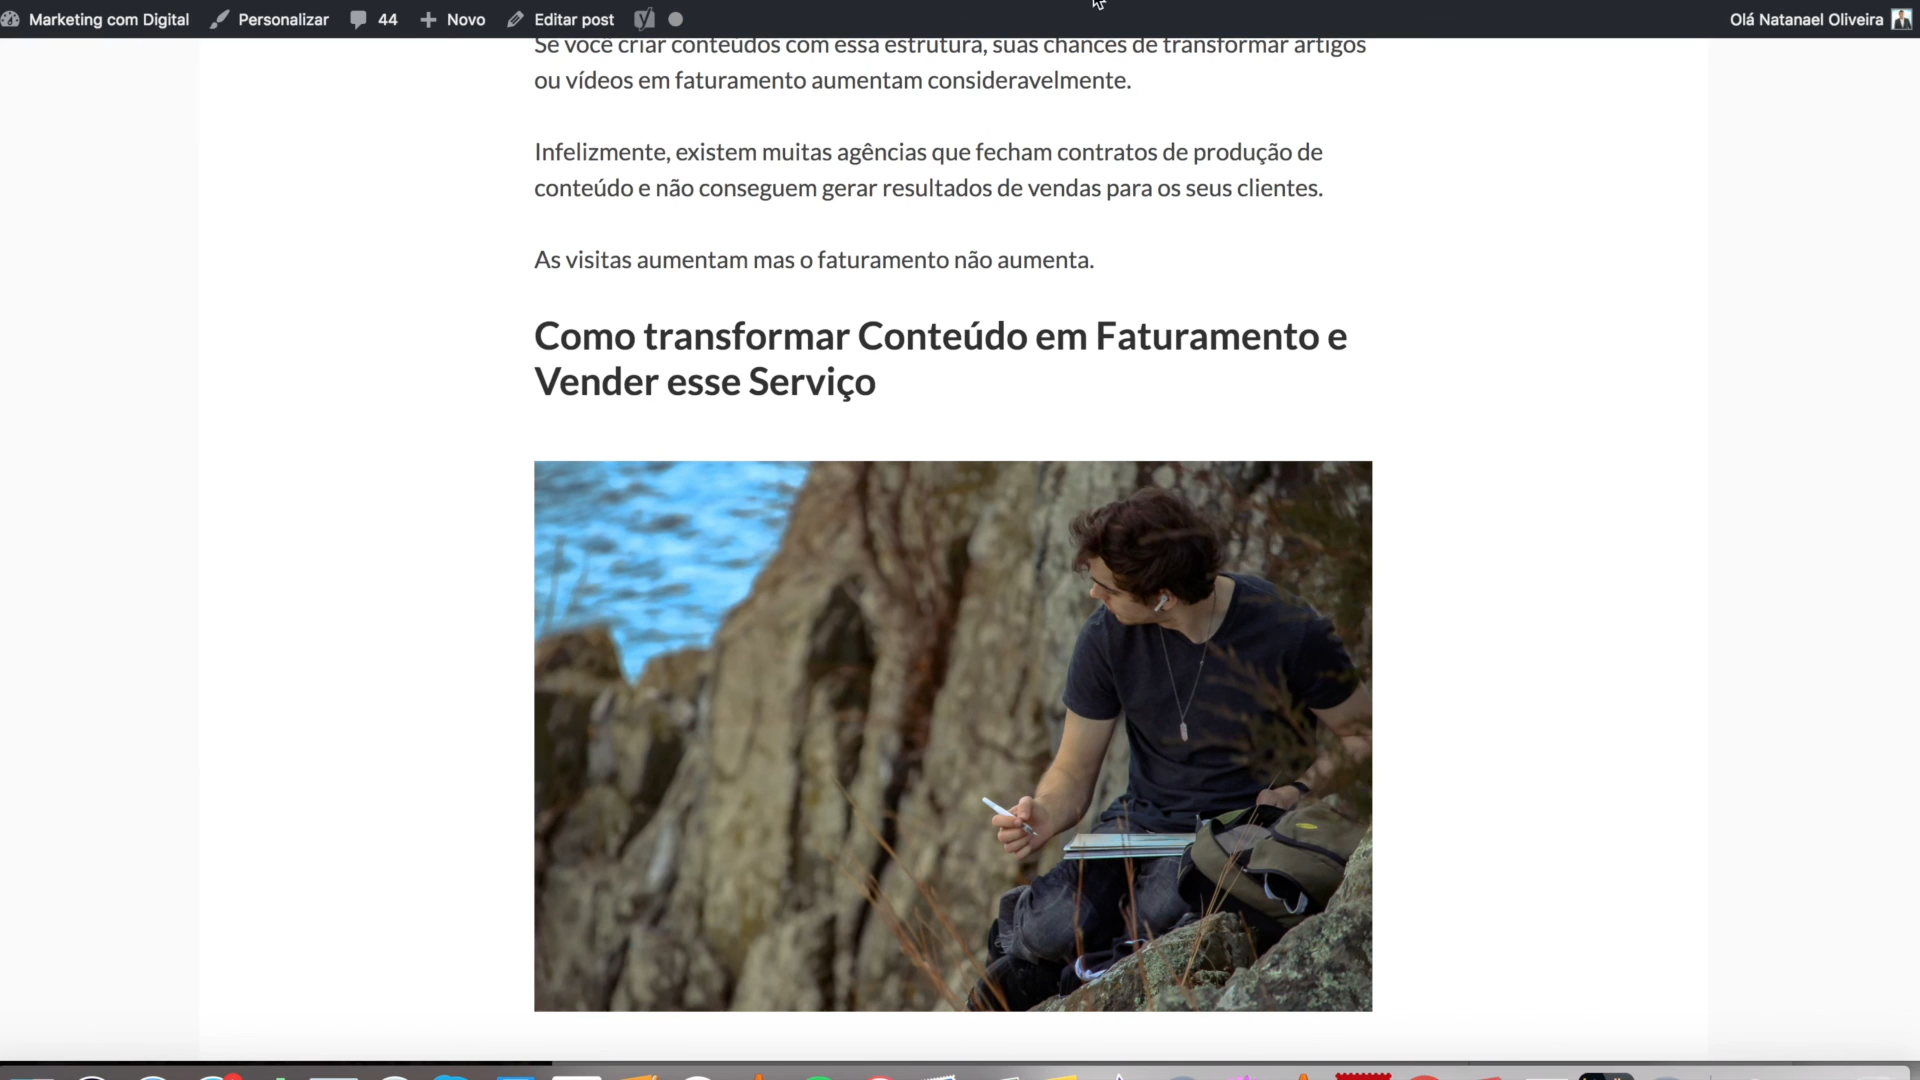 Marketing com Digital Personalizar 44 Novo Editar post Olá Natanael Oliveira
Se você criar conteúdos com essa estrutura, suas chances de transformar artigos
ou vídeos em faturamento aumentam consideravelmente.
Infelizmente, existem muitas agências que fecham contratos de produção de
conteúdo e não conseguem gerar resultados de vendas para os seus clientes.
As visitas aumentam mas o faturamento não aumenta.
Como transformar Conteúdo em Faturamento e
Vender esse Serviço